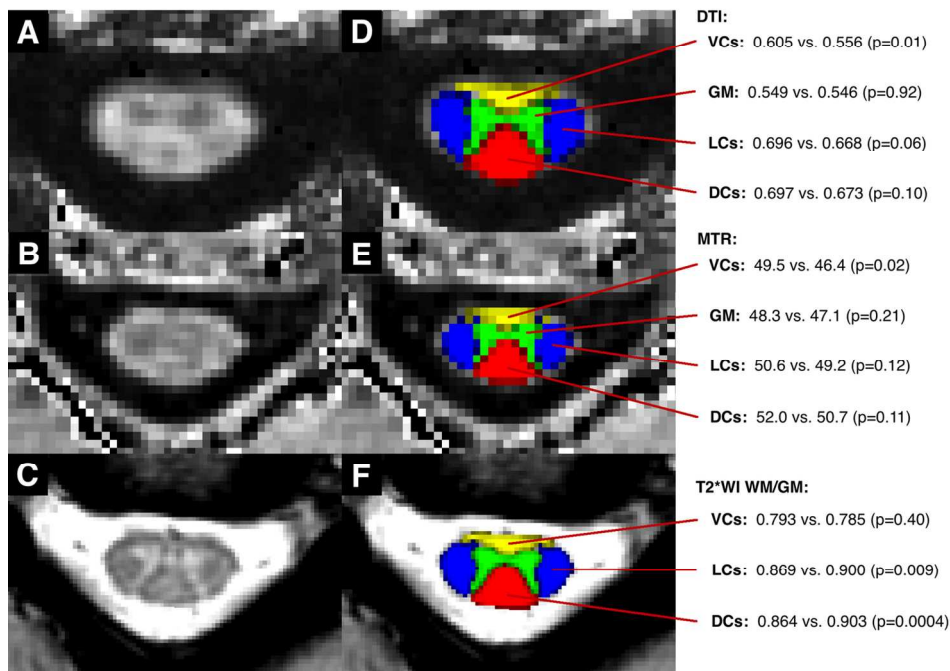 A
D
DTI:
VCs: 0.605 vs. 0.556 (p=0.01)
GM: 0.549 vs. 0.546 (p=0.92)
LCs: 0.696 vs. 0.668 (p=0.06)
DCs: 0.697 vs. 0.673 (p=0.10)
B
E
MTR:
VCs: 49.5 vs. 46.4 (p=0.02)
GM: 48.3 vs. 47.1 (p=0.21)
LCs: 50.6 vs. 49.2 (p=0.12)
DCs: 52.0 vs. 50.7 (p=0.11)
C
F
T2*WI WM/GM:
VCs: 0.793 vs. 0.785 (p=0.40)
LCs: 0.869 vs. 0.900 (p=0.009)
DCs: 0.864 vs. 0.903 (p=0.0004)